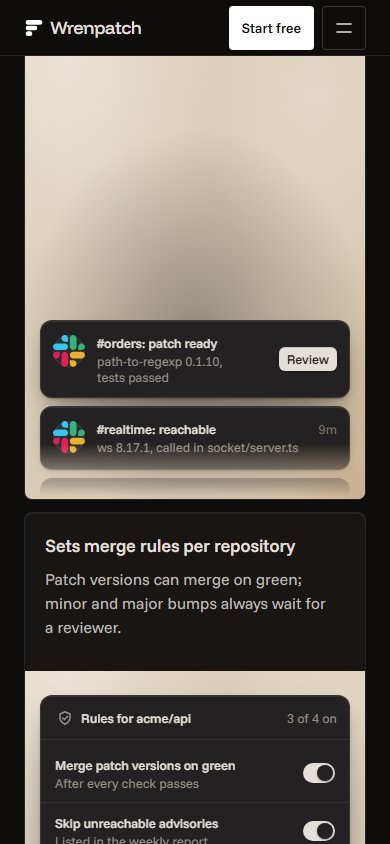 Wrenpatch
Start free
#orders: patch ready
path-to-regexp 0.1.10,
tests passed
Review
#realtime: reachable
9m
ws 8.17.1, called in socket/server.ts
Sets merge rules per repository
Patch versions can merge on green;
minor and major bumps always wait for
a reviewer.
Rules for acme/api
3 of 4 on
Merge patch versions on green
After every check passes
Skip unreachable advisories
Listed in the weekly report